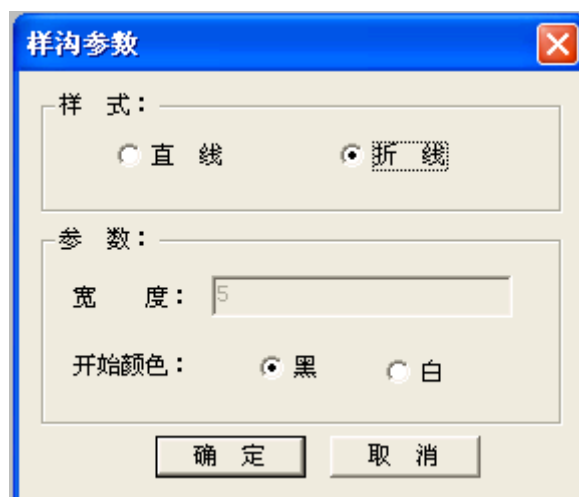 样沟参数
样 式：
直 线 折 线
参 数：
宽 度： 5
开始颜色： 黑 白
确 定 取 消